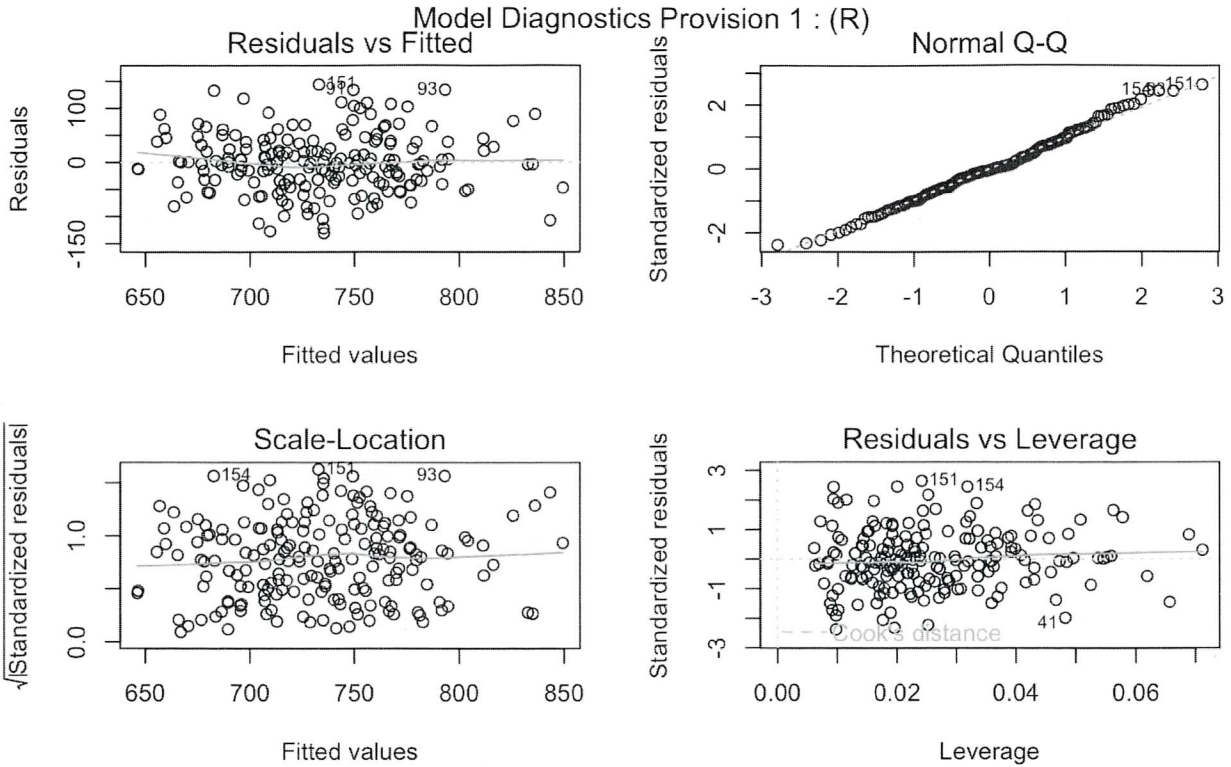 Model Diagnostics Provision 1 : (R)
Residuals vs Fitted
Residuals
100
0
-150
151
93
650 700 750 800 850
Fitted values
Normal Q-Q
Standardized residuals
2
0
-2
151
-3 -2 -1 0 1 2 3
Theoretical Quantiles
Scale-Location
√|Standardized residuals|
1.0
0.0
154
151
93
650 700 750 800 850
Fitted values
Residuals vs Leverage
Standardized residuals
3
1
-1
-3
151
154
41
Cook's distance
0.00 0.02 0.04 0.06
Leverage